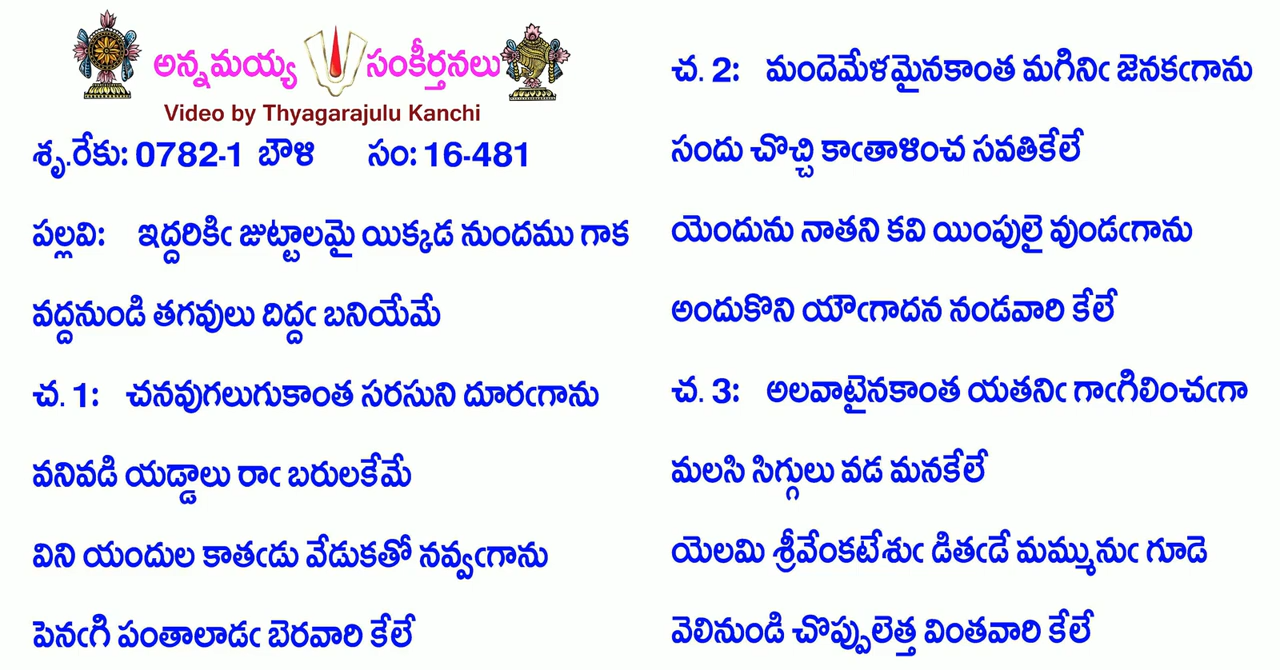 అన్నమయ్య సంకీర్తనలు
Video by Thyagarajulu Kanchi
శృ.రేకు: 0782-1 బౌళి సం: 16-481
పల్లవి: ఇద్దరికిఁ జుట్టాలమై యిక్కడ నుందము గాక
వద్దనుండి తగవులు దిద్దఁ బనియేమే
చ. 1: చనవుగలుగుకాంత సరసుని దూరఁగాను
వనివడి యడ్డాలు రాఁ బరులకేమే
విని యందుల కాతఁడు వేడుకతో నవ్వఁగాను
పెనఁగి పంతాలాడఁ బెరవారి కేలే
చ. 2: మందెమేళమైనకాంత మగినిఁ జెనకఁగాను
సందు చొచ్చి కాఁతాళించ సవతికేలే
యెందును నాతని కవి యింపులై వుండఁగాను
అందుకొని యౌఁగాదన నండవారి కేలే
చ. 3: అలవాటైనకాంత యతనిఁ గాఁగిలించఁగా
మలసి సిగ్గులు వడ మనకేలే
యెలమి శ్రీవేంకటేశుఁ డితఁడే మమ్మునుఁ గూడె
వెలినుండి చొప్పులెత్త వింతవారి కేలే